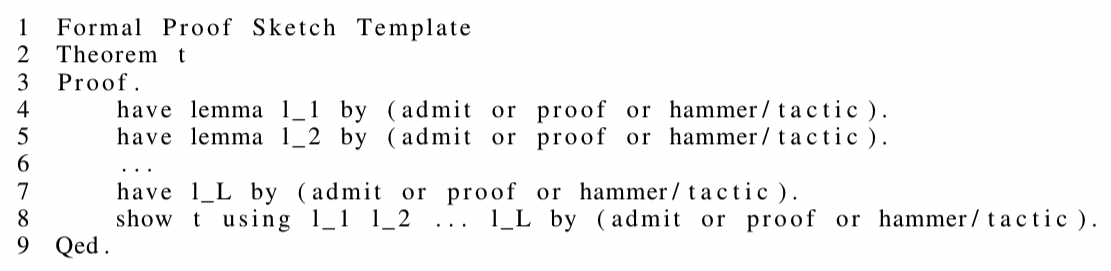 1 Formal Proof Sketch Template
2 Theorem t
3 Proof.
4 have lemma l_1 by (admit or proof or hammer/tactic).
5 have lemma l_2 by (admit or proof or hammer/tactic).
6 ...
7 have l_L by (admit or proof or hammer/tactic).
8 show t using l_1 l_2 ... l_L by (admit or proof or hammer/tactic).
9 Qed.